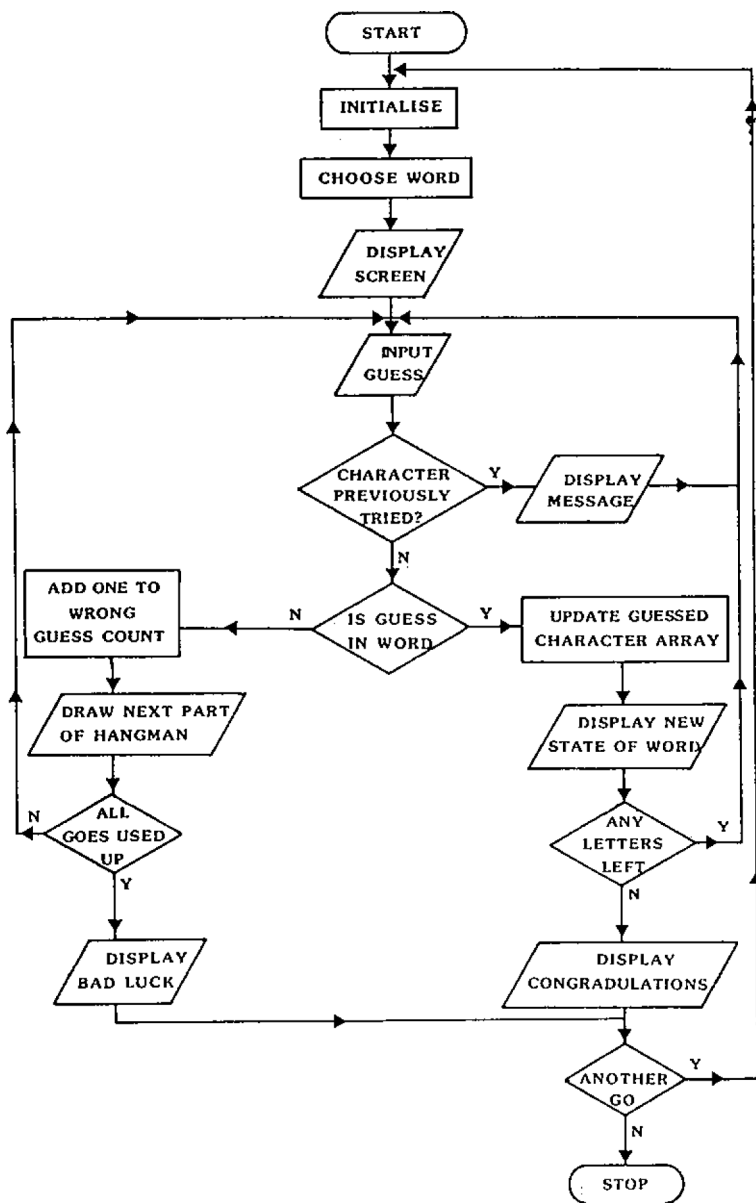 START
INITIALISE
CHOOSE WORD
DISPLAY
SCREEN
INPUT
GUESS
CHARACTER
PREVIOUSLY
TRIED?
Y
DISPLAY
MESSAGE
N
ADD ONE TO
WRONG
GUESS COUNT
N
IS GUESS
IN WORD
Y
UPDATE GUESSED
CHARACTER ARRAY
DRAW NEXT PART
OF HANGMAN
DISPLAY NEW
STATE OF WORD
N
ALL
GOES USED
UP
Y
ANY
LETTERS
LEFT
Y
N
DISPLAY
BAD LUCK
DISPLAY
CONGRADULATIONS
ANOTHER
GO
Y
N
STOP